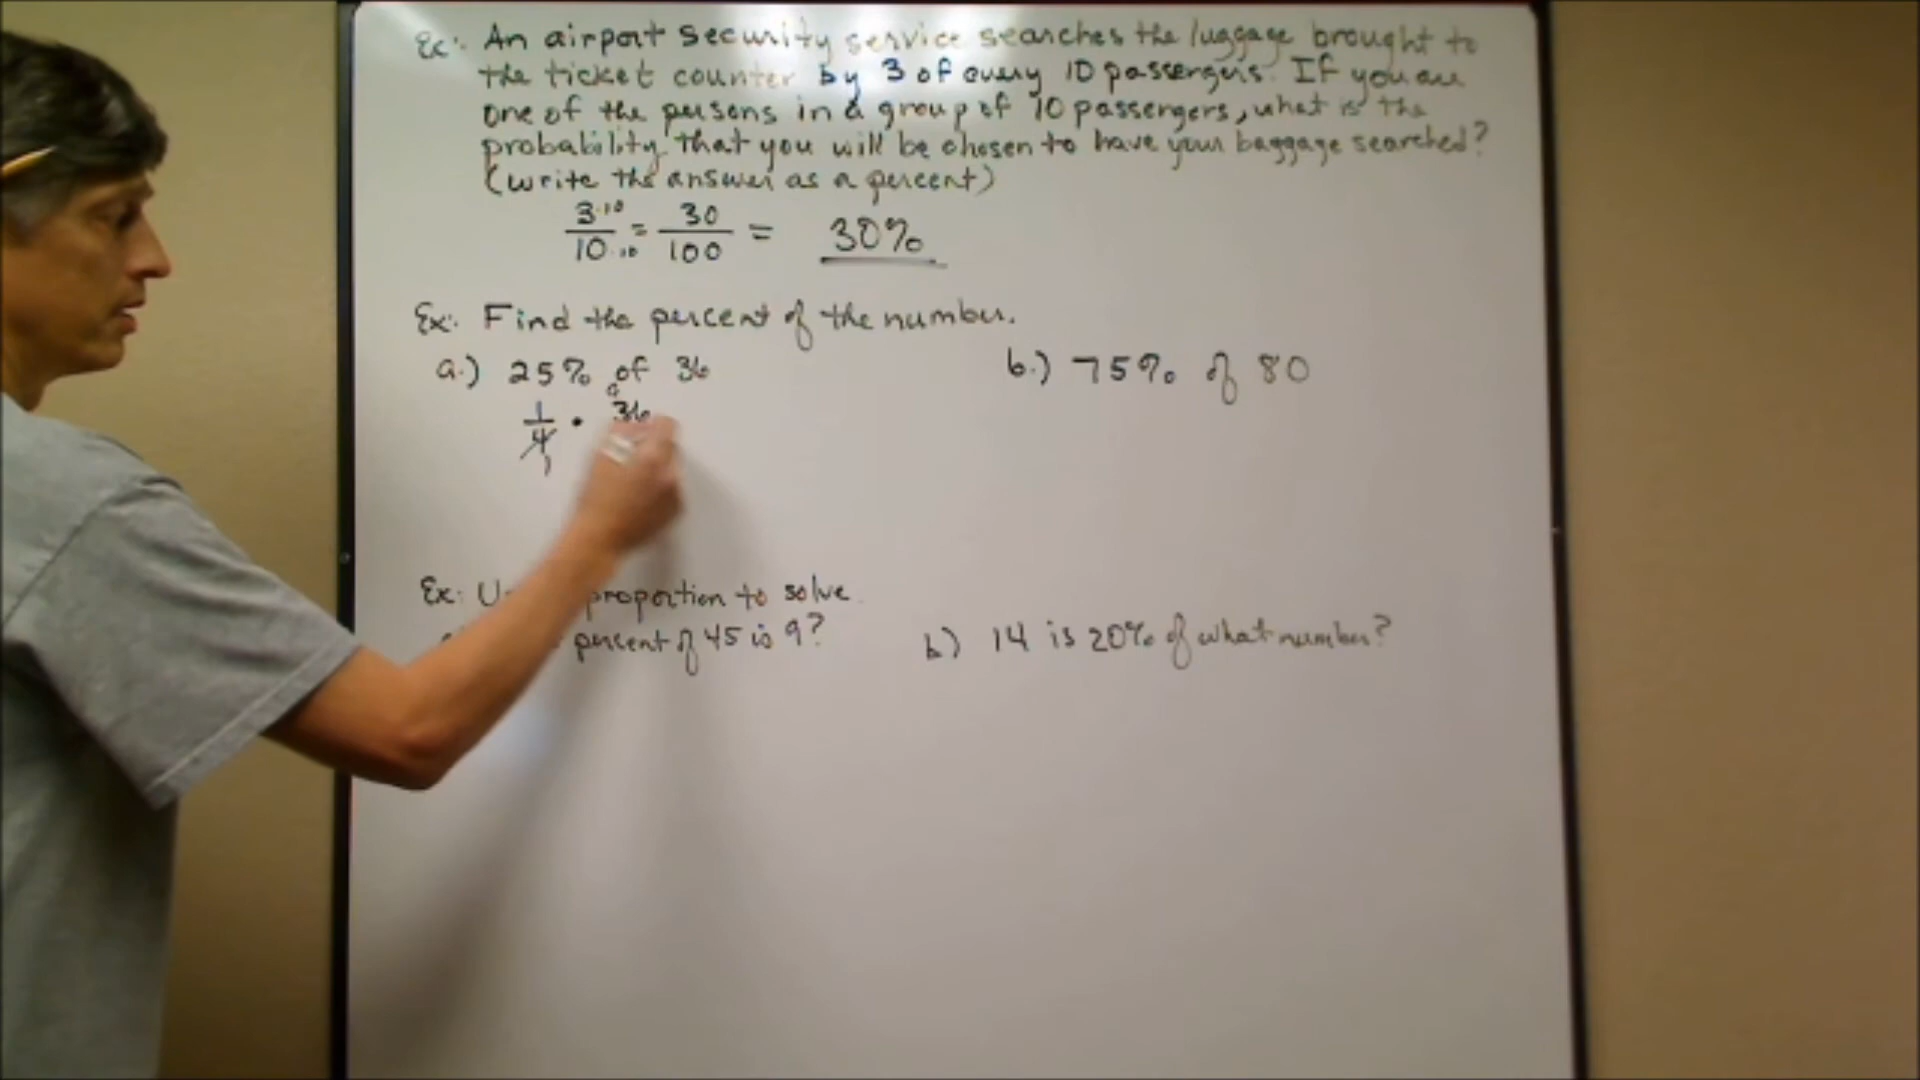 Ex: An airport security service searches the luggage brought to
the ticket counter by 3 of every 10 passengers. If you are
one of the persons in a group of 10 passengers, what is the
probability that you will be chosen to have your baggage searched?
(Write the answer as a percent)
3·10/10·10 = 30/100 = 30%
Ex: Find the percent of the number.
a.) 25% of 36
b.) 75% of 80
1/4 · 36
9
1
Ex: proportion to solve
percent of 45 is 9?
b) 14 is 20% of what number?